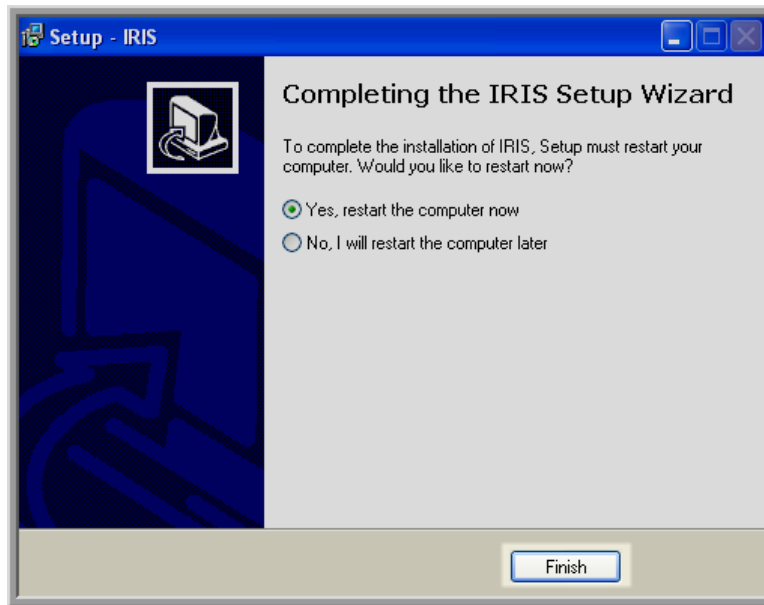 Setup - IRIS
Completing the IRIS Setup Wizard
To complete the installation of IRIS, Setup must restart your
computer. Would you like to restart now?
Yes, restart the computer now
No, I will restart the computer later
Finish